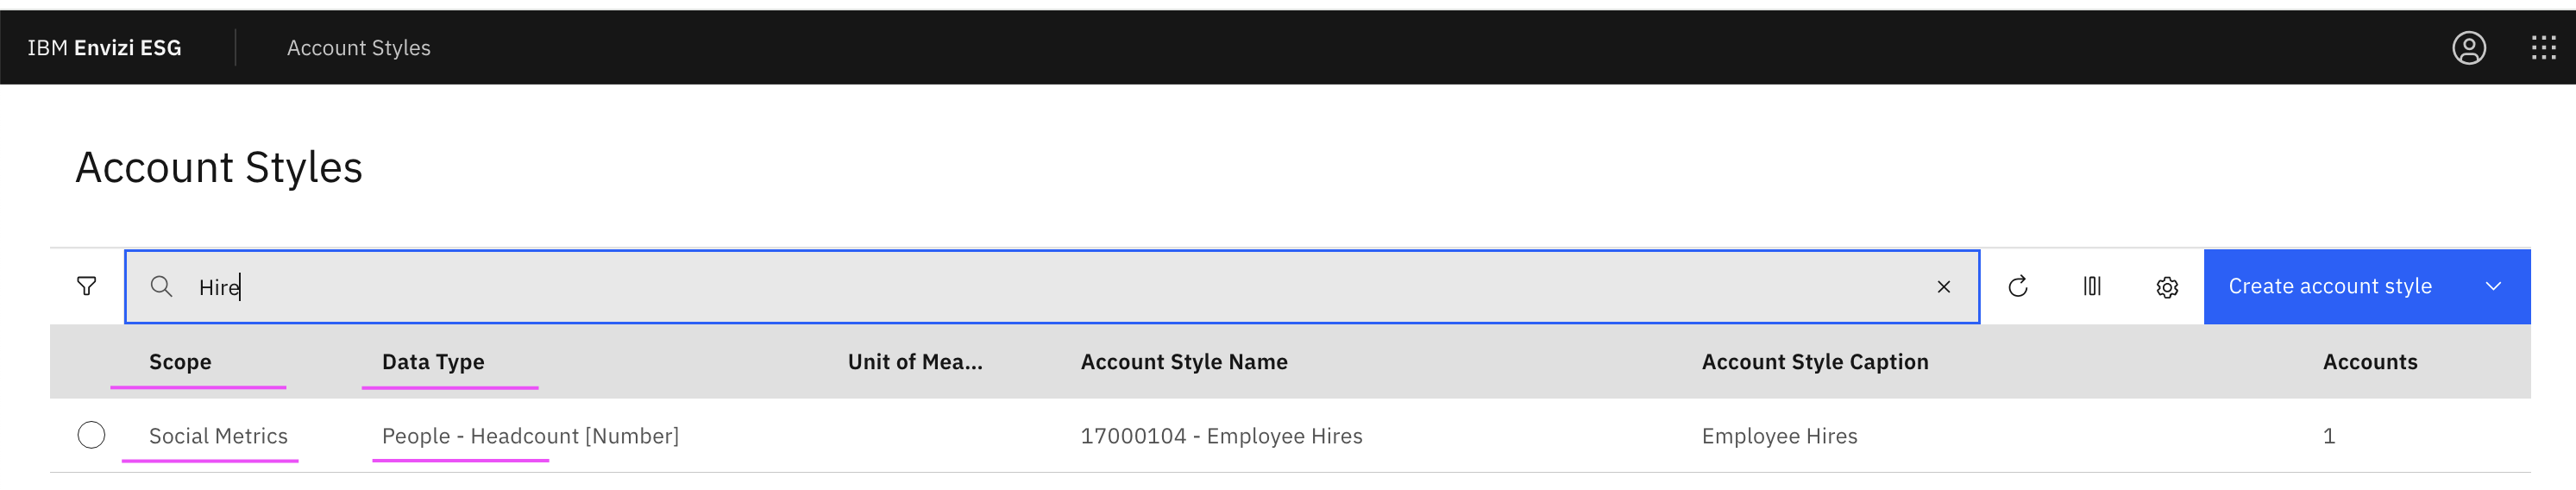 IBM Envizi ESG Account Styles
Account Styles
Hire
Create account style
Scope Data Type Unit of Mea... Account Style Name Account Style Caption Accounts
Social Metrics People - Headcount [Number] 17000104 - Employee Hires Employee Hires 1